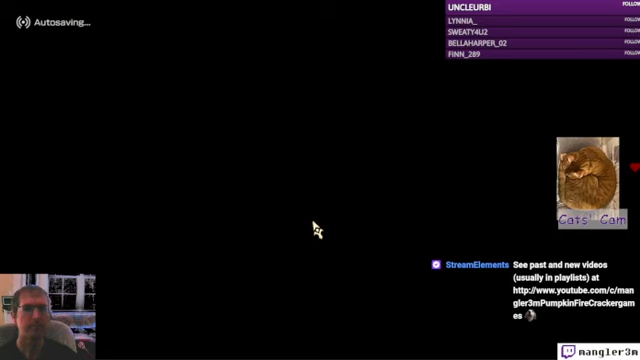 Autosaving...
UNCLEURBI
FOLLOW
LYNNIA_
FOLLOW
SWEATY4U2
FOLLOW
BELLAHARPER_02
FOLLOW
FINN_289
FOLLOW
Cats' Cam
StreamElements See past and new videos
(usually in playlists) at
http://www.youtube.com/c/man
gler3mPumpkinFireCrackergam
es
mangler3m